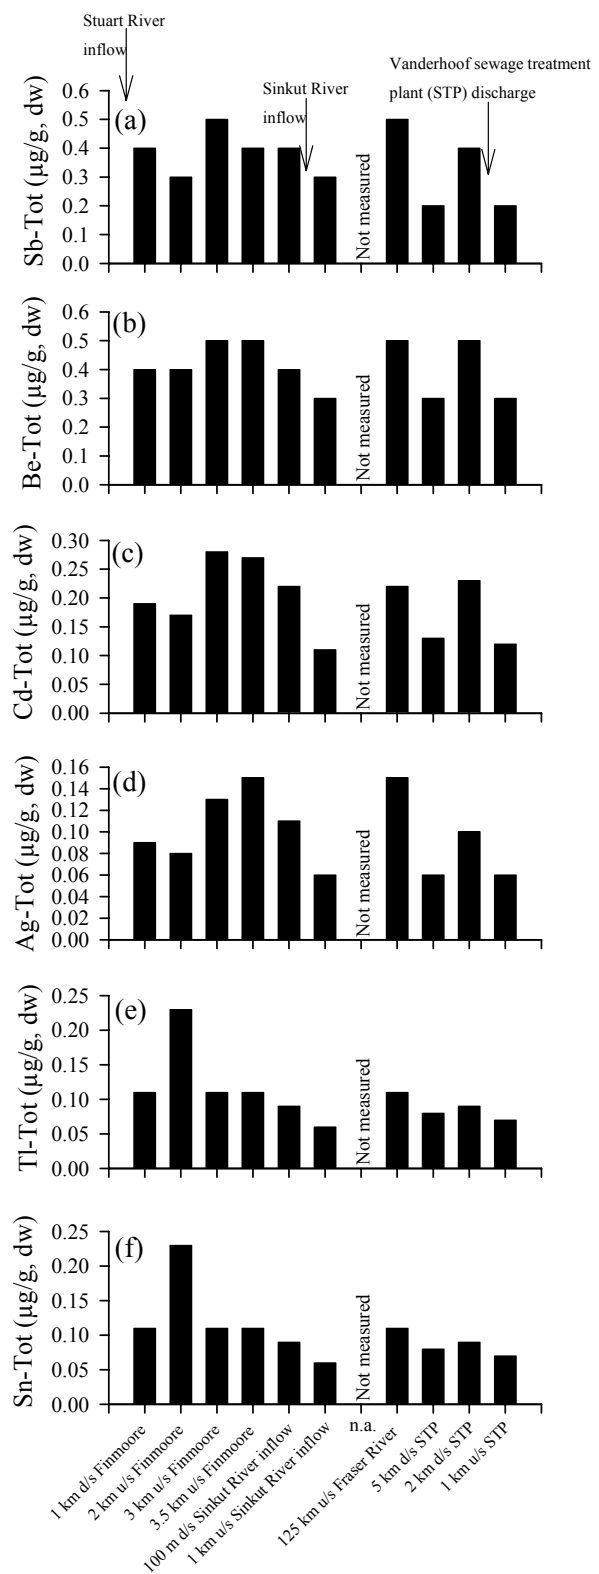 Stuart River
inflow
Sinkut River
inflow
Vanderhoof sewage treatment
plant (STP) discharge
(a)
Sb-Tot (µg/g, dw)
0.6
0.5
0.4
0.3
0.2
0.1
0.0
Not measured
(b)
Be-Tot (µg/g, dw)
0.6
0.5
0.4
0.3
0.2
0.1
0.0
Not measured
(c)
Cd-Tot (µg/g, dw)
0.30
0.25
0.20
0.15
0.10
0.05
0.00
Not measured
(d)
Ag-Tot (µg/g, dw)
0.16
0.14
0.12
0.10
0.08
0.06
0.04
0.02
0.00
Not measured
(e)
Tl-Tot (µg/g, dw)
0.25
0.20
0.15
0.10
0.05
0.00
Not measured
(f)
Sn-Tot (µg/g, dw)
0.25
0.20
0.15
0.10
0.05
0.00
Not measured
1 km d/s Finmoore
2 km u/s Finmoore
3 km u/s Finmoore
3.5 km u/s Finmoore
100 m d/s Sinkut River inflow
1 km u/s Sinkut River inflow
n.a.
125 km u/s Fraser River
5 km d/s STP
2 km d/s STP
1 km u/s STP